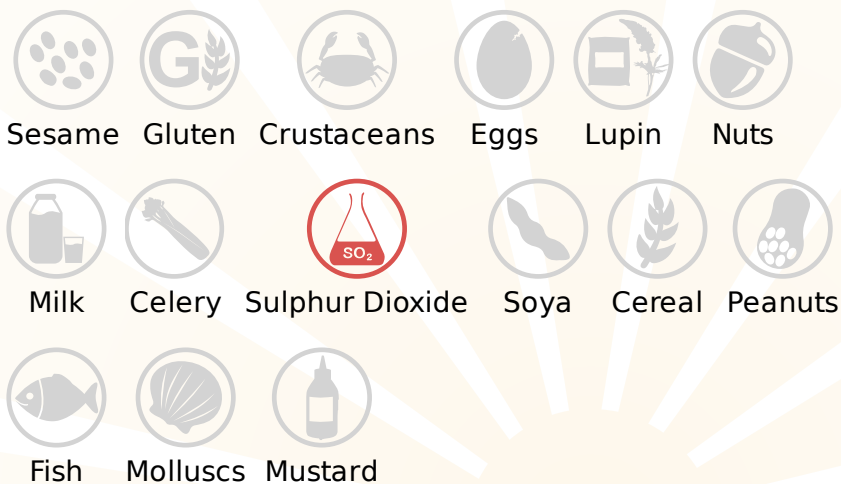 G
Sesame Gluten Crustaceans Eggs Lupin Nuts
SO₂
Milk Celery Sulphur Dioxide Soya Cereal Peanuts
Fish Molluscs Mustard